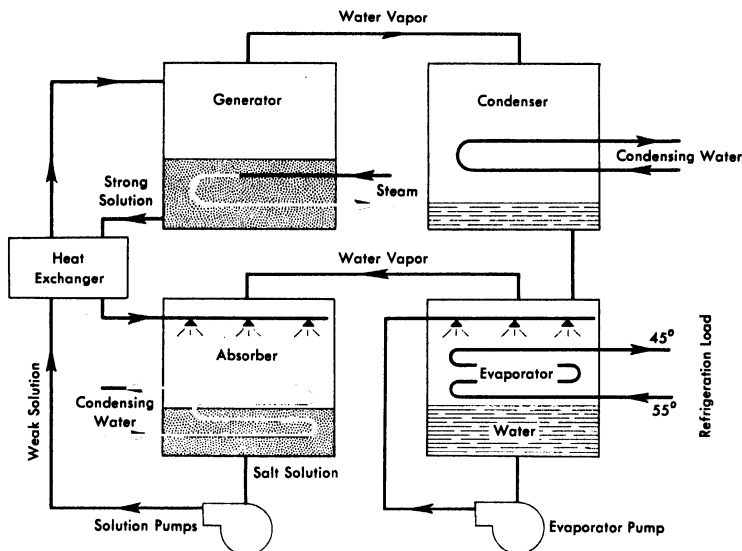 Water Vapor
Generator
Condenser
Condensing Water
Steam
Strong
Solution
Heat
Exchanger
Water Vapor
Absorber
Evaporator
45°
55°
Refrigeration Load
Weak Solution
Condensing
Water
Water
Salt Solution
Solution Pumps
Evaporator Pump